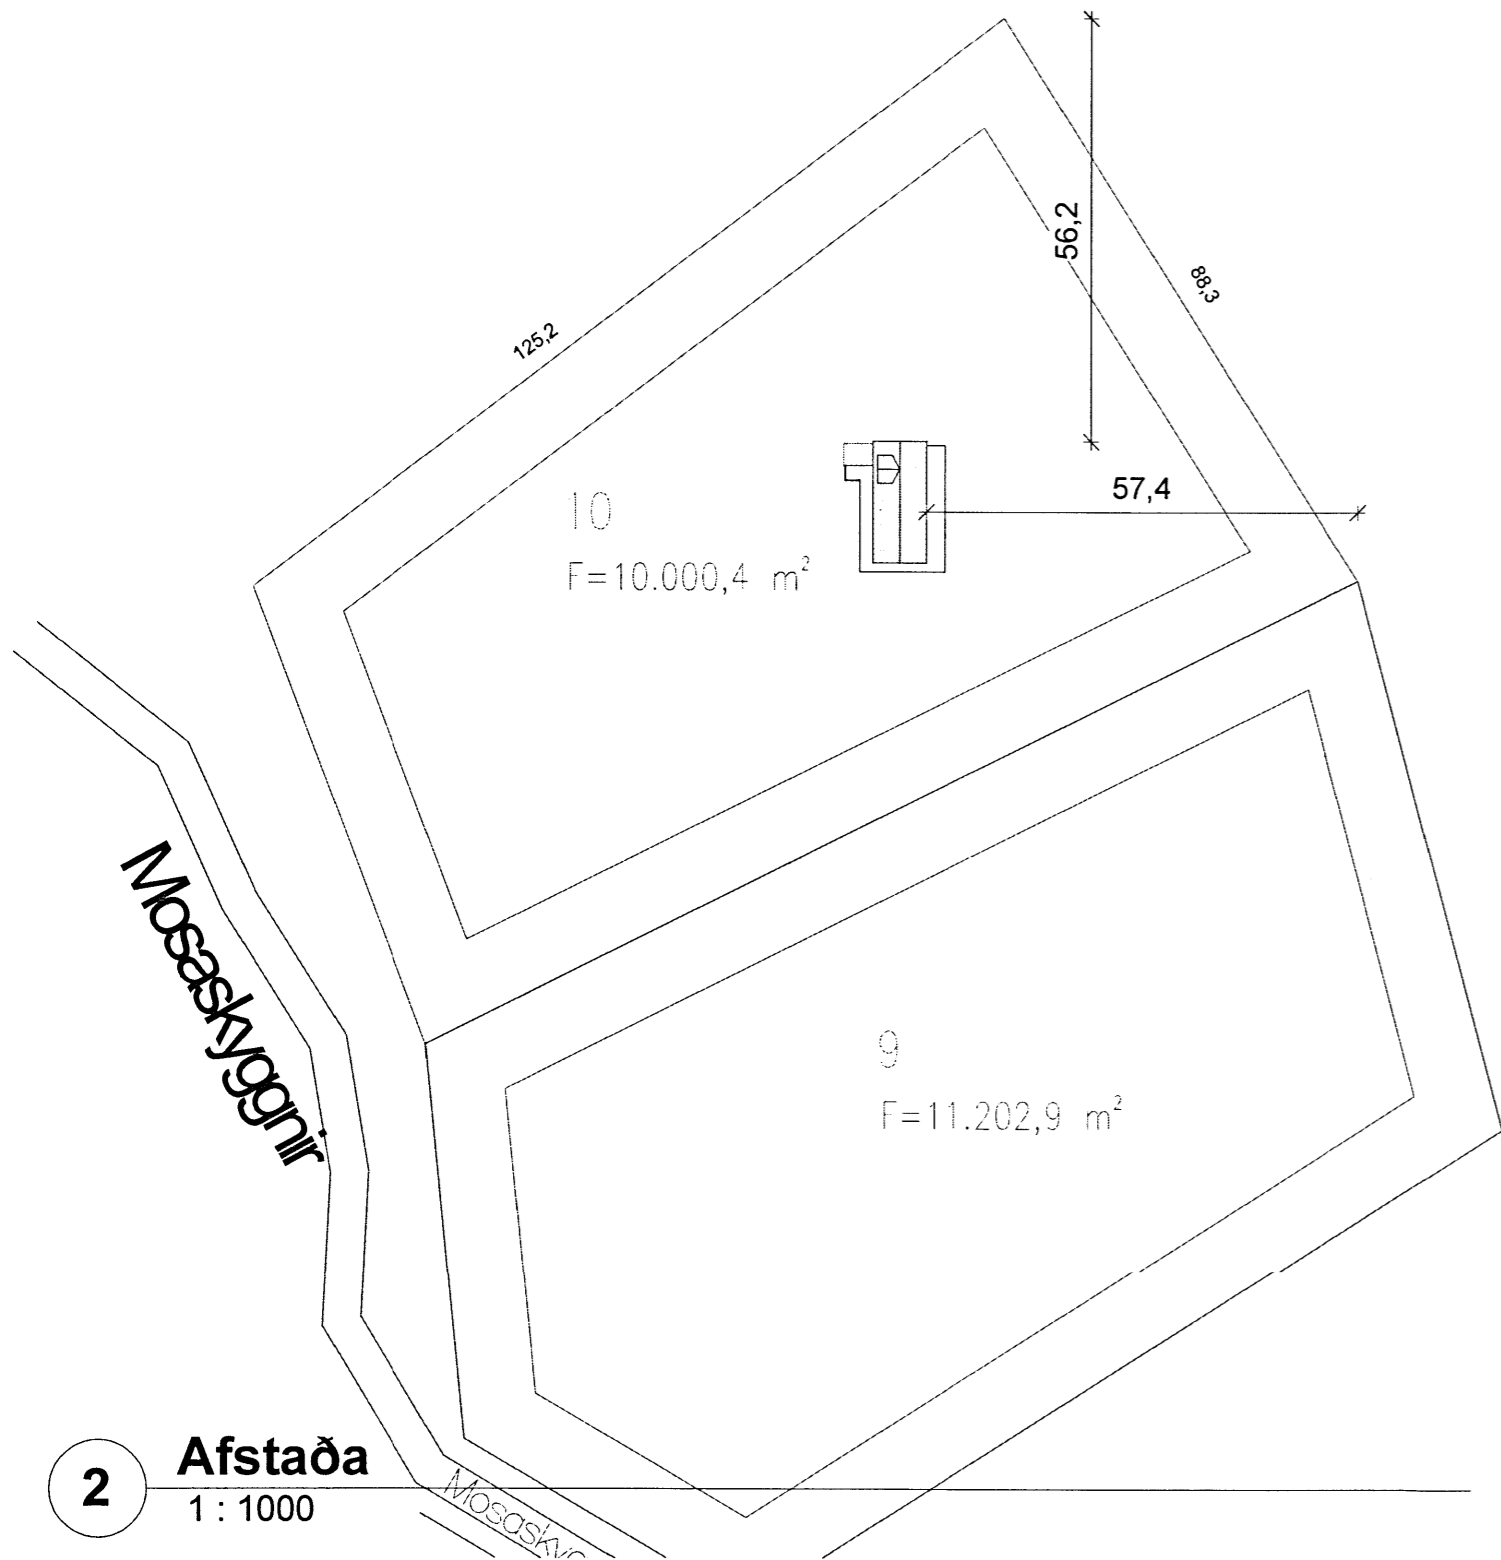 56,2
88,3
125,2
57,4
10
F=10.000,4 m²
Mosaskyggnir
9
F=11.202,9 m²
2
Afstaða
1 : 1000